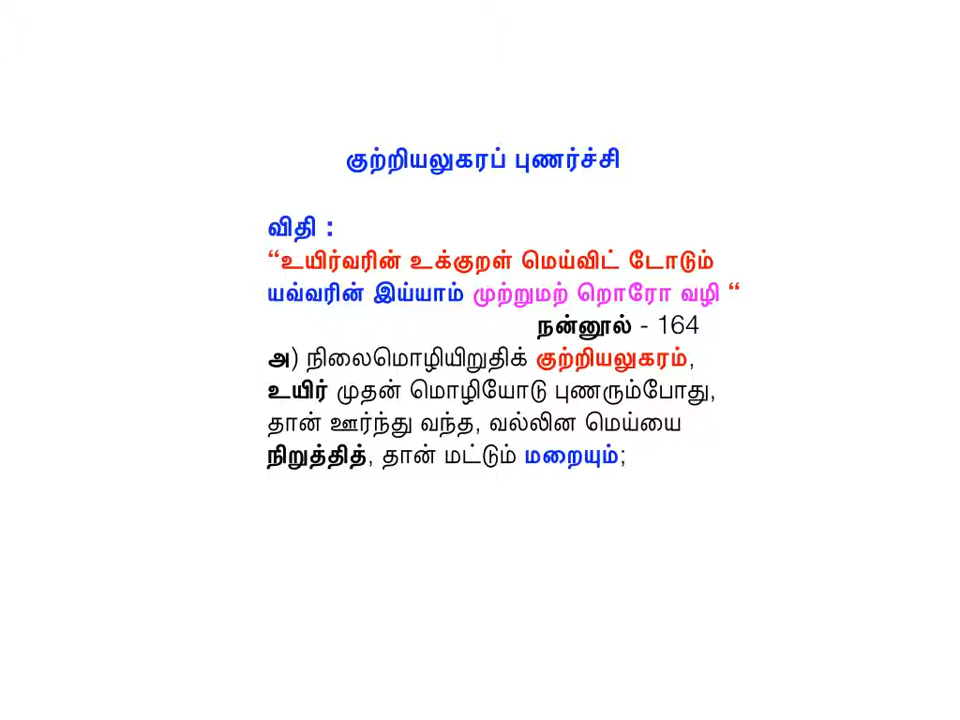 குற்றியலுகரப் புணர்ச்சி
விதி :
“உயிர்வரின் உக்குறள் மெய்விட் டோடும்
யவ்வரின் இய்யாம் முற்றுமற் றொரோ வழி “
நன்னூல் - 164
அ) நிலைமொழியிறுதிக் குற்றியலுகரம்,
உயிர் முதன் மொழியோடு புணரும்போது,
தான் ஊர்ந்து வந்த, வல்லின மெய்யை
நிறுத்தித், தான் மட்டும் மறையும்;